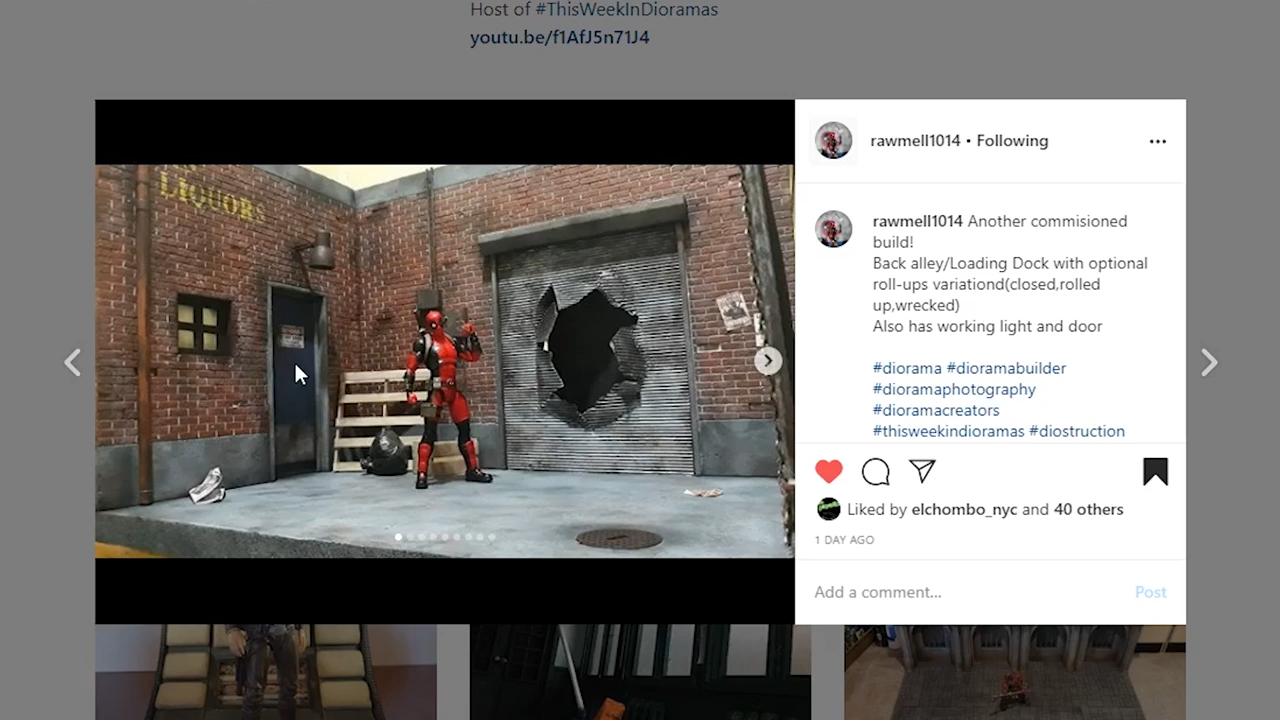 Host of #ThisWeekInDioramas
youtu.be/f1AfJ5n71J4
LIQUORS
rawmell1014 • Following
rawmell1014 Another commisioned
build!
Back alley/Loading Dock with optional
roll-ups variationd(closed,rolled
up,wrecked)
Also has working light and door
#diorama #dioramabuilder
#dioramaphotography
#dioramacreators
#thisweekindioramas #diostruction
Liked by elchombo_nyc and 40 others
1 DAY AGO
Add a comment...
Post